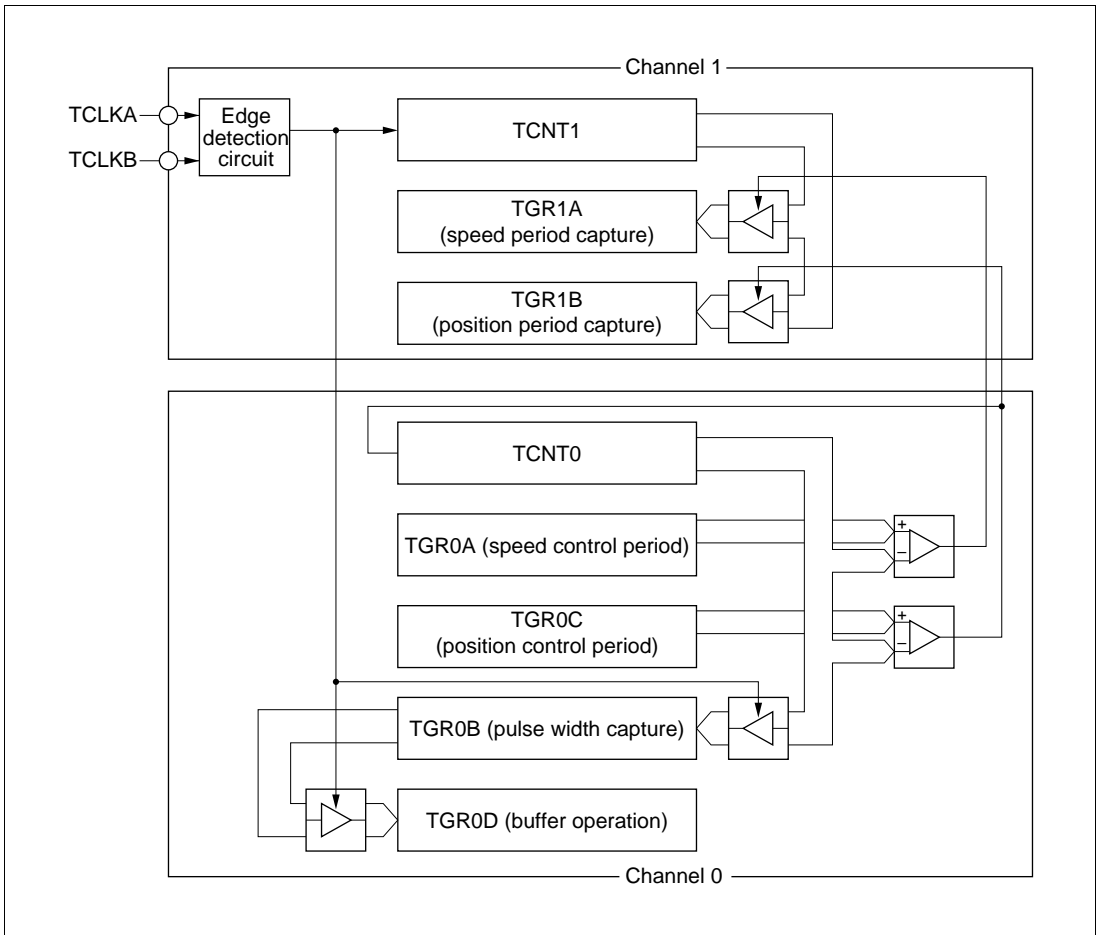 Channel 1
TCLKA
TCLKB
Edge
detection
circuit
TCNT1
TGR1A
(speed period capture)
TGR1B
(position period capture)
TCNT0
TGR0A (speed control period)
+
−
TGR0C
(position control period)
+
−
TGR0B (pulse width capture)
TGR0D (buffer operation)
Channel 0